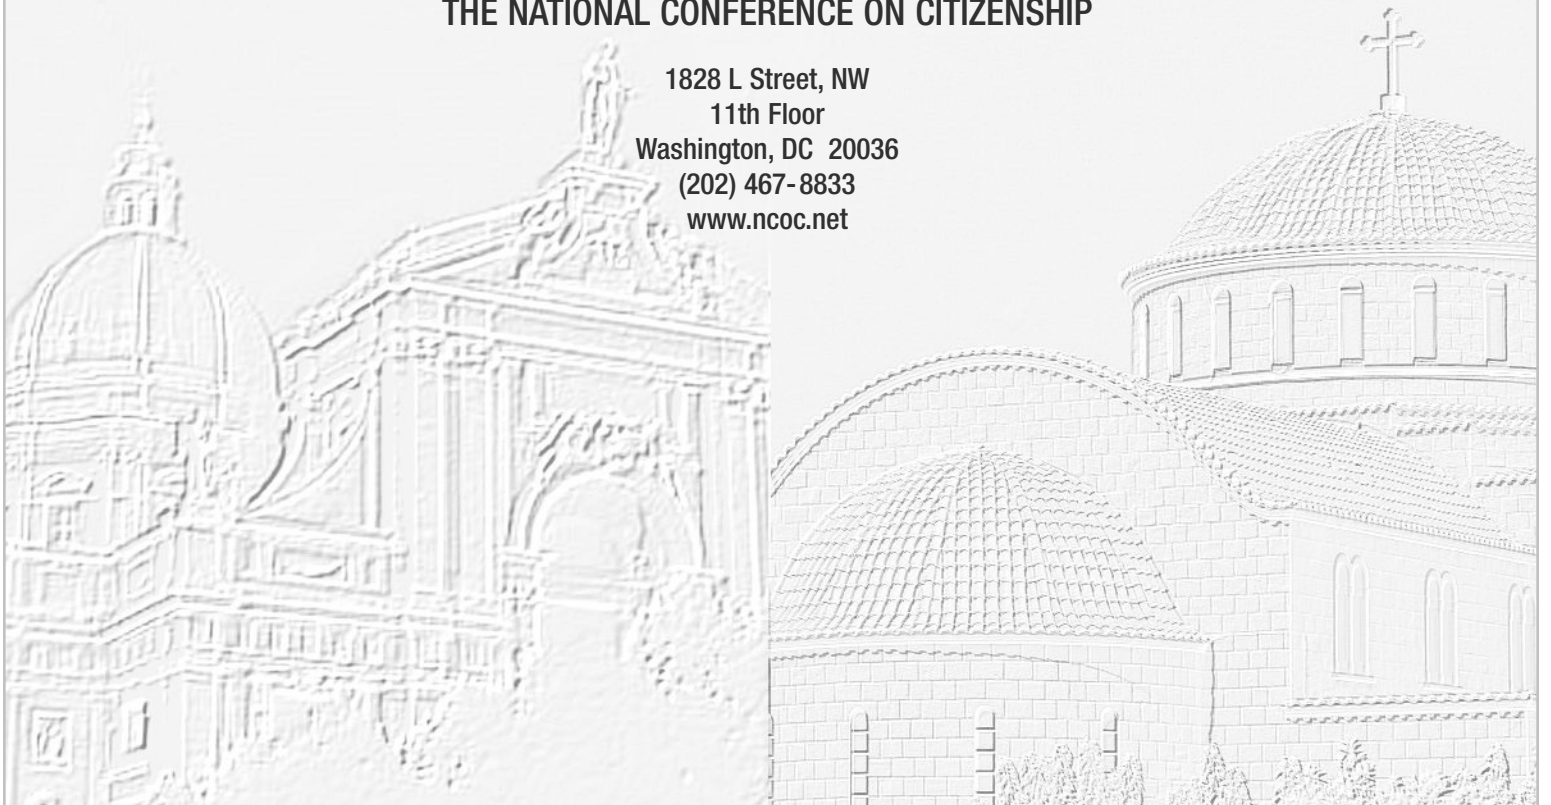 THE NATIONAL CONFERENCE ON CITIZENSHIP
1828 L Street, NW
11th Floor
Washington, DC 20036
(202) 467-8833
www.ncoc.net